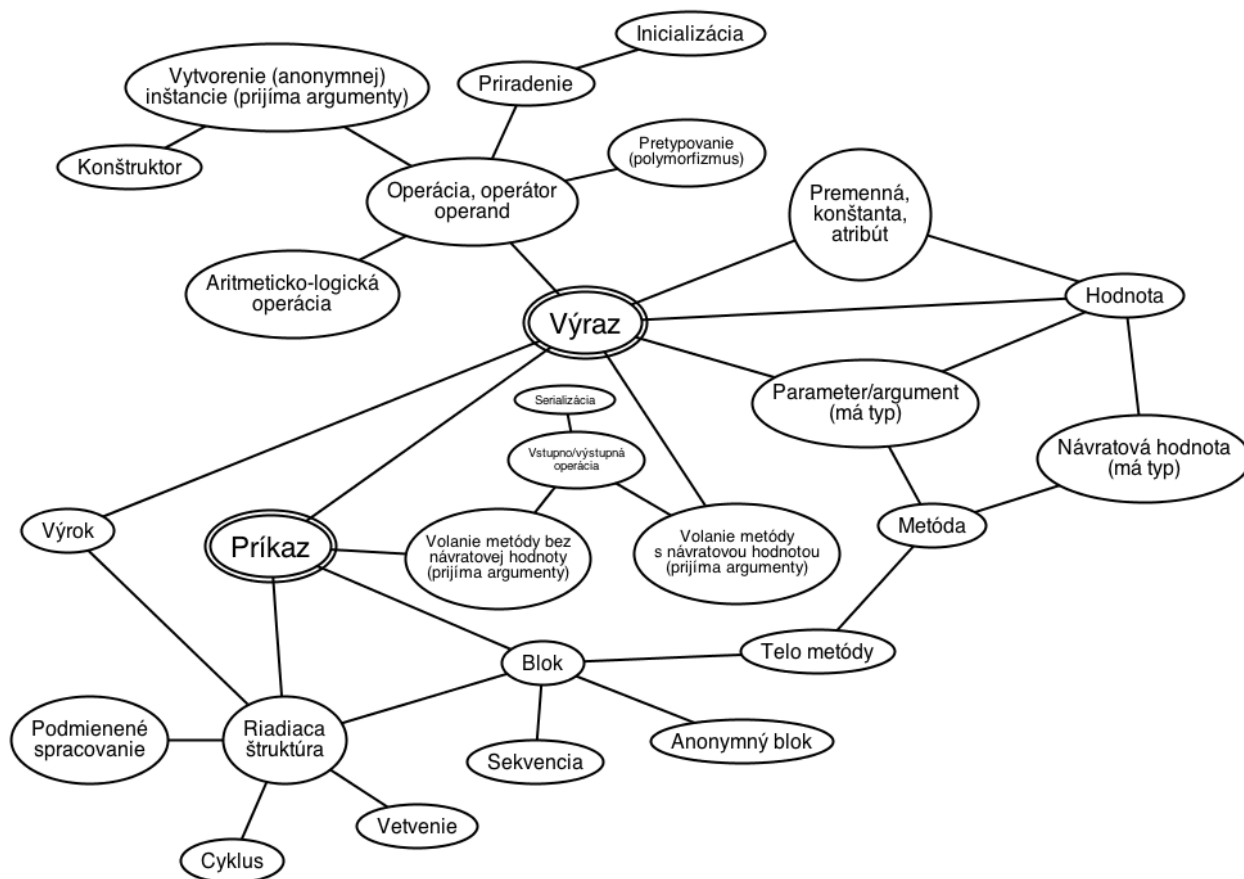 Inicializácia
Vytvorenie (anonymnej)
inštancie (prijíma argumenty)
Priradenie
Konštruktor
Pretypovanie
(polymorfizmus)
Operácia, operátor
operand
Premenná,
konštanta,
atribút
Aritmeticko-logická
operácia
Hodnota
Výraz
Serializácia
Parameter/argument
(má typ)
Vstupno/výstupná
operácia
Návratová hodnota
(má typ)
Výrok
Príkaz
Volanie metódy bez
návratovej hodnoty
(prijíma argumenty)
Volanie metódy
s návratovou hodnotou
(prijíma argumenty)
Metóda
Blok
Telo metódy
Podmienené
spracovanie
Riadiaca
štruktúra
Sekvencia
Anonymný blok
Vetvenie
Cyklus